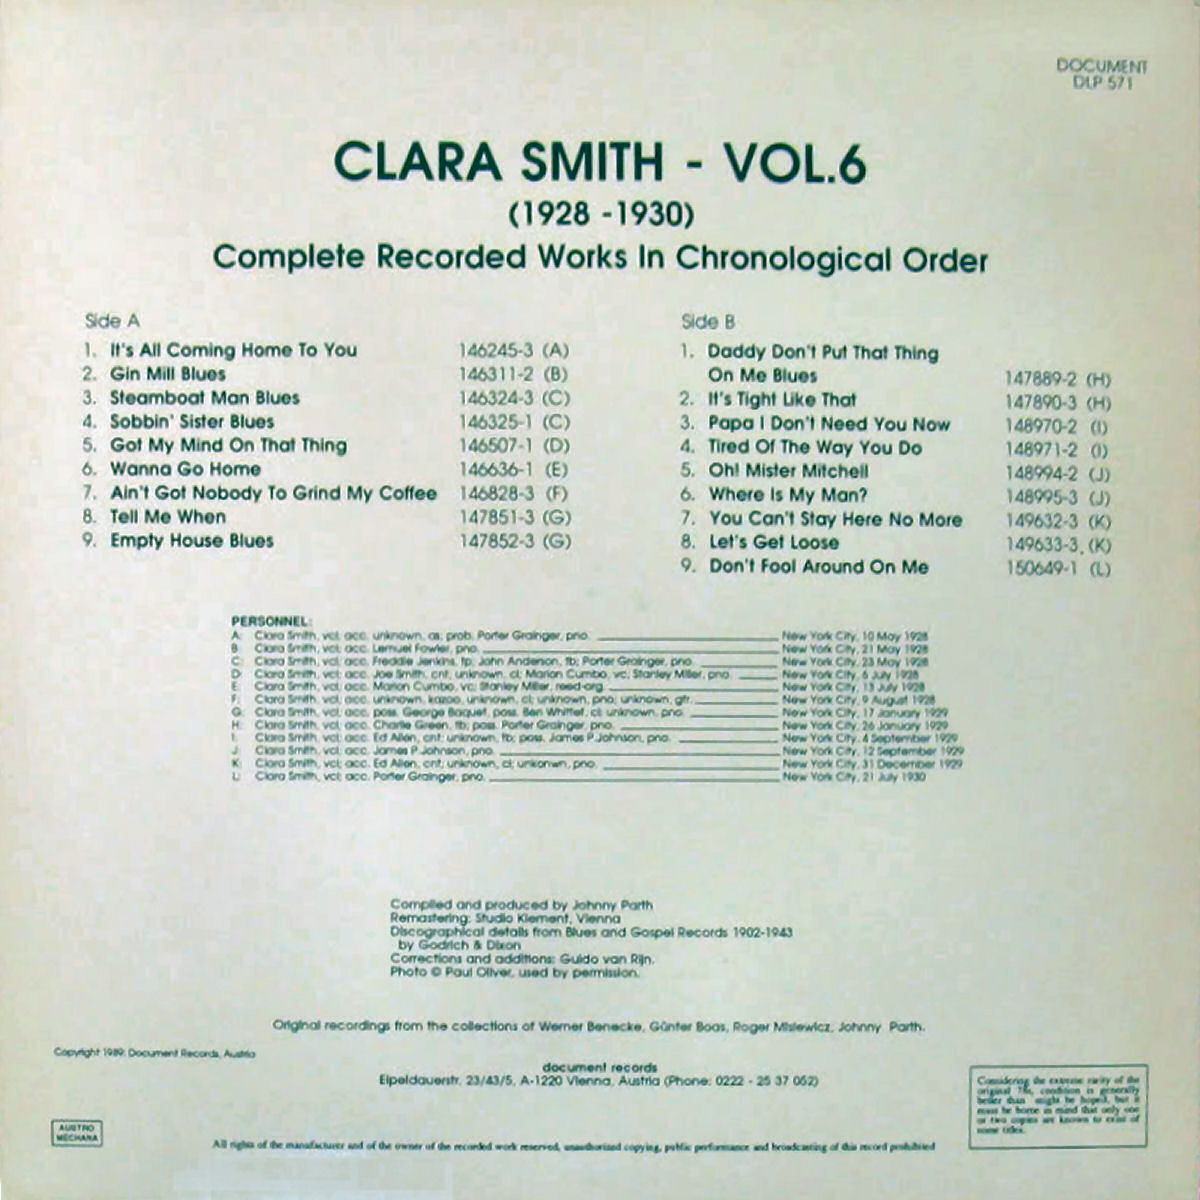 DOCUMENT
DLP 571
CLARA SMITH - VOL.6
(1928 -1930)
Complete Recorded Works In Chronological Order
Side A
1. It's All Coming Home To You 146245-3 (A)
2. Gin Mill Blues 146311-2 (B)
3. Steamboat Man Blues 146324-3 (C)
4. Sobbin' Sister Blues 146325-1 (C)
5. Got My Mind On That Thing 146507-1 (D)
6. Wanna Go Home 146636-1 (E)
7. Ain't Got Nobody To Grind My Coffee 146828-3 (F)
8. Tell Me When 147851-3 (G)
9. Empty House Blues 147852-3 (G)
Side B
1. Daddy Don't Put That Thing
On Me Blues 147889-2 (H)
2. It's Tight Like That 147890-3 (H)
3. Papa I Don't Need You Now 148970-2 (I)
4. Tired Of The Way You Do 148971-2 (I)
5. Oh! Mister Mitchell 148994-2 (J)
6. Where Is My Man? 148995-3 (J)
7. You Can't Stay Here No More 149632-3 (K)
8. Let's Get Loose 149633-3, (K)
9. Don't Fool Around On Me 150649-1 (L)
PERSONNEL:
A: Clara Smith, vcl; acc. unknown, as; prob. Porter Grainger, pno. New York City, 10 May 1928
B: Clara Smith, vcl; acc. Lemuel Fowler, pno. New York City, 21 May 1928
C: Clara Smith, vcl; acc. Freddie Jenkins, tp; John Anderson, tb; Porter Grainger, pno. New York City, 23 May 1928
D: Clara Smith, vcl; acc. Joe Smith, cnt; unknown, cl; Marion Cumbo, vc; Stanley Miller, pno. New York City, 6 July 1928
E: Clara Smith, vcl; acc. Marion Cumbo, vc; Stanley Miller, reed-org. New York City, 13 July 1928
F: Clara Smith, vcl; acc. unknown, kazoo, unknown, cl; unknown, pno; unknown, gtr. New York City, 9 August 1928
G: Clara Smith, vcl; acc. poss. George Baquet, poss. Ben Whittet, cl; unknown, pno. New York City, 17 January 1929
H: Clara Smith, vcl; acc. Charlie Green, tb; poss. Porter Grainger, pno. New York City, 26 January 1929
I: Clara Smith, vcl; acc. Ed Allen, cnt; unknown, tb; poss. James P. Johnson, pno. New York City, 4 September 1929
J: Clara Smith, vcl; acc. James P. Johnson, pno. New York City, 12 September 1929
K: Clara Smith, vcl; acc. Ed Allen, cnt; unknown, cl; unkonwn, pno. New York City, 31 December 1929
L: Clara Smith, vcl; acc. Porter Grainger, pno. New York City, 21 July 1930
Compiled and produced by Johnny Parth
Remastering: Studio Klement, Vienna
Discographical details from Blues and Gospel Records 1902-1943
by Godrich & Dixon
Corrections and additions: Guido van Rijn.
Photo © Paul Oliver, used by permission.
Original recordings from the collections of Werner Benecke, Günter Boas, Roger Misiewicz, Johnny Parth.
Copyright 1989: Document Records, Austria
document records
Eipeldauerstr. 23/43/5, A-1220 Vienna, Austria (Phone: 0222 - 25 37 052)
Considering the extreme rarity of the
original 78s, condition is generally
better than might be hoped, but it
must be borne in mind that only one
or two copies are known to exist of
some titles.
AUSTRO
MECHANA
All rights of the manufacturer and of the owner of the recorded work reserved, unauthorized copying, public performance and broadcasting of this record prohibited